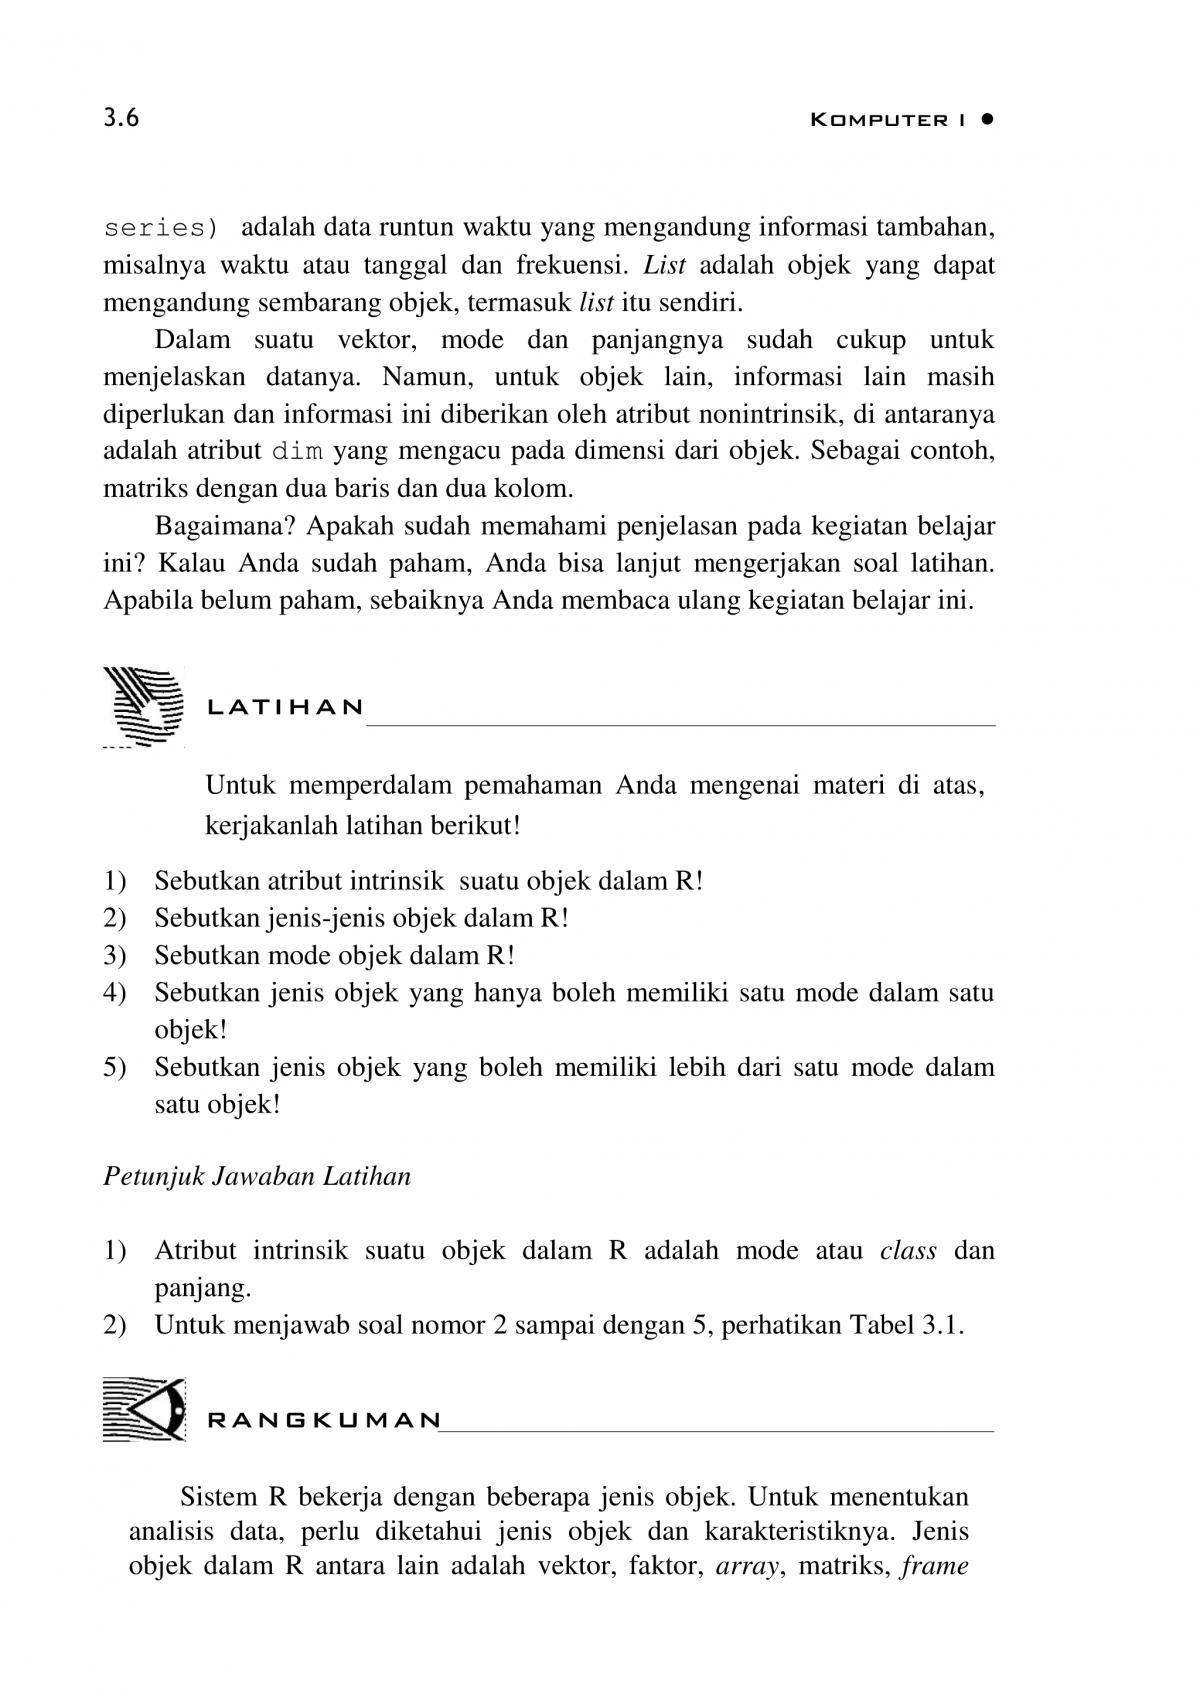 3.6 KOMPUTER I ●
series) adalah data runtun waktu yang mengandung informasi tambahan,
misalnya waktu atau tanggal dan frekuensi. List adalah objek yang dapat
mengandung sembarang objek, termasuk list itu sendiri.
Dalam suatu vektor, mode dan panjangnya sudah cukup untuk
menjelaskan datanya. Namun, untuk objek lain, informasi lain masih
diperlukan dan informasi ini diberikan oleh atribut nonintrinsik, di antaranya
adalah atribut dim yang mengacu pada dimensi dari objek. Sebagai contoh,
matriks dengan dua baris dan dua kolom.
Bagaimana? Apakah sudah memahami penjelasan pada kegiatan belajar
ini? Kalau Anda sudah paham, Anda bisa lanjut mengerjakan soal latihan.
Apabila belum paham, sebaiknya Anda membaca ulang kegiatan belajar ini.
LATIHAN
Untuk memperdalam pemahaman Anda mengenai materi di atas,
kerjakanlah latihan berikut!
1) Sebutkan atribut intrinsik suatu objek dalam R!
2) Sebutkan jenis-jenis objek dalam R!
3) Sebutkan mode objek dalam R!
4) Sebutkan jenis objek yang hanya boleh memiliki satu mode dalam satu
objek!
5) Sebutkan jenis objek yang boleh memiliki lebih dari satu mode dalam
satu objek!
Petunjuk Jawaban Latihan
1) Atribut intrinsik suatu objek dalam R adalah mode atau class dan
panjang.
2) Untuk menjawab soal nomor 2 sampai dengan 5, perhatikan Tabel 3.1.
RANGKUMAN
Sistem R bekerja dengan beberapa jenis objek. Untuk menentukan
analisis data, perlu diketahui jenis objek dan karakteristiknya. Jenis
objek dalam R antara lain adalah vektor, faktor, array, matriks, frame